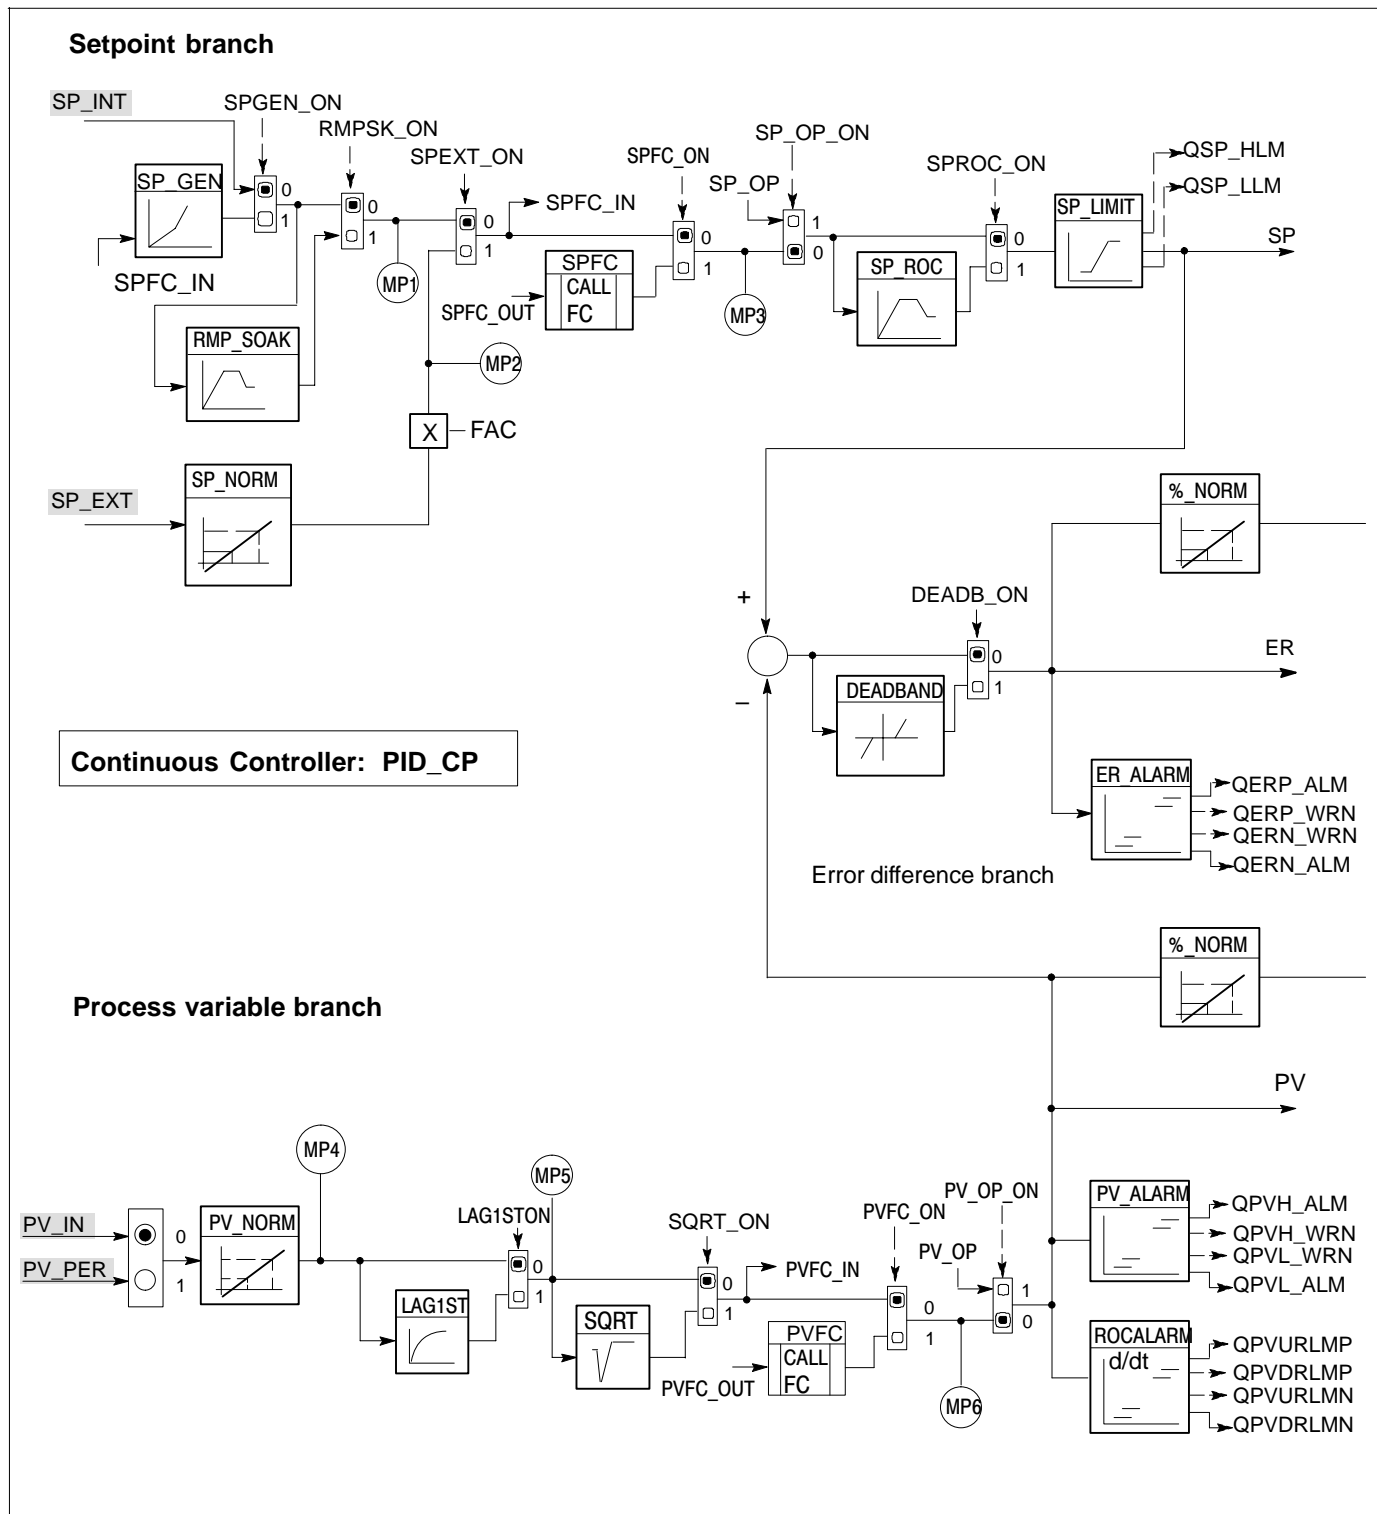 Setpoint branch
SP_INT
SPGEN_ON
RMPSK_ON
SPEXT_ON
SPFC_ON
SP_OP_ON
SP_OP
SPROC_ON
QSP_HLM
QSP_LLM
SP_GEN
0
1
0
1
0
1
SPFC_IN
0
1
1
0
0
1
SP_LIMIT
SP
SPFC_IN
MP1
SPFC
CALL
FC
SPFC_OUT
MP3
SP_ROC
RMP_SOAK
MP2
X
FAC
SP_NORM
SP_EXT
%_NORM
+
DEADB_ON
0
1
ER
–
DEADBAND
Continuous Controller: PID_CP
ER_ALARM
QERP_ALM
QERP_WRN
QERN_WRN
QERN_ALM
Error difference branch
%_NORM
Process variable branch
PV
MP4
MP5
PV_IN
PV_PER
0
1
PV_NORM
LAG1STON
0
1
LAG1ST
SQRT_ON
0
1
SQRT
PVFC_IN
PVFC_ON
0
1
PVFC
CALL
FC
PVFC_OUT
PV_OP_ON
PV_OP
1
0
MP6
PV_ALARM
QPVH_ALM
QPVH_WRN
QPVL_WRN
QPVL_ALM
ROCALARM
d/dt
QPVURLMP
QPVDRLMP
QPVURLMN
QPVDRLMN